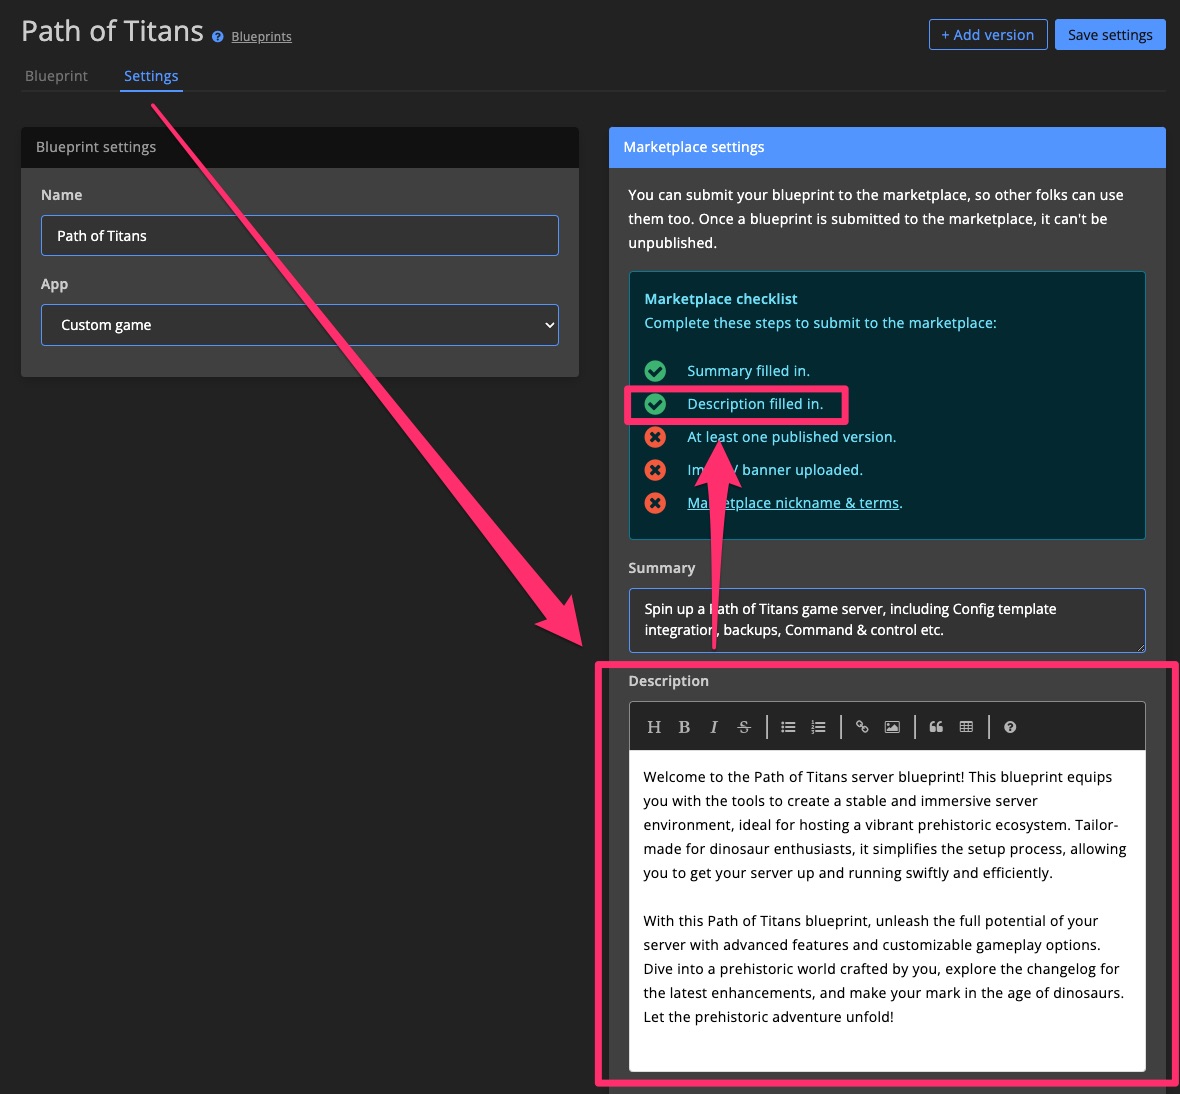 Path of Titans Blueprints
+ Add version
Save settings
Blueprint
Settings
Blueprint settings
Name
Path of Titans
App
Custom game
Marketplace settings
You can submit your blueprint to the marketplace, so other folks can use
them too. Once a blueprint is submitted to the marketplace, it can't be
unpublished.
Marketplace checklist
Complete these steps to submit to the marketplace:
Summary filled in.
Description filled in.
At least one published version.
/ banner uploaded.
Marketplace nickname & terms.
Summary
Spin up a Path of Titans game server, including Config template
integration, backups, Command & control etc.
Description
H B I S
Welcome to the Path of Titans server blueprint! This blueprint equips
you with the tools to create a stable and immersive server
environment, ideal for hosting a vibrant prehistoric ecosystem. Tailor-
made for dinosaur enthusiasts, it simplifies the setup process, allowing
you to get your server up and running swiftly and efficiently.
With this Path of Titans blueprint, unleash the full potential of your
server with advanced features and customizable gameplay options.
Dive into a prehistoric world crafted by you, explore the changelog for
the latest enhancements, and make your mark in the age of dinosaurs.
Let the prehistoric adventure unfold!